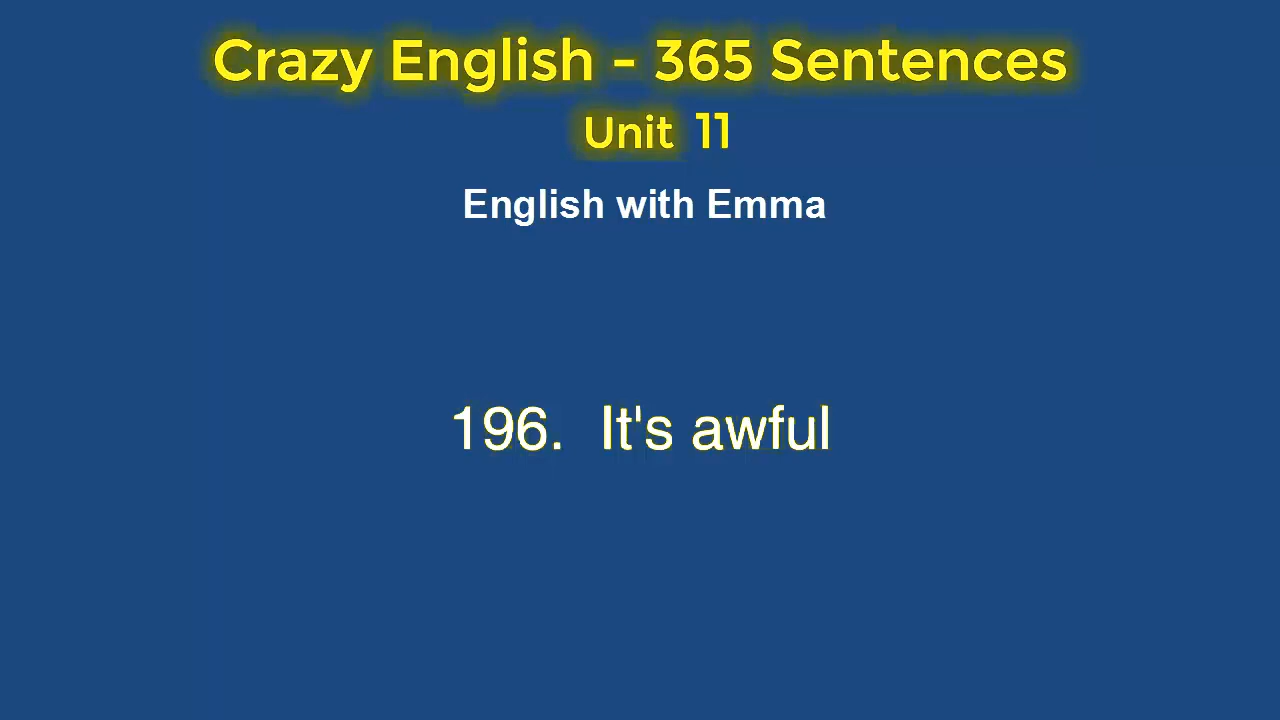 Crazy English - 365 Sentences
Unit 11
English with Emma
196. It's awful